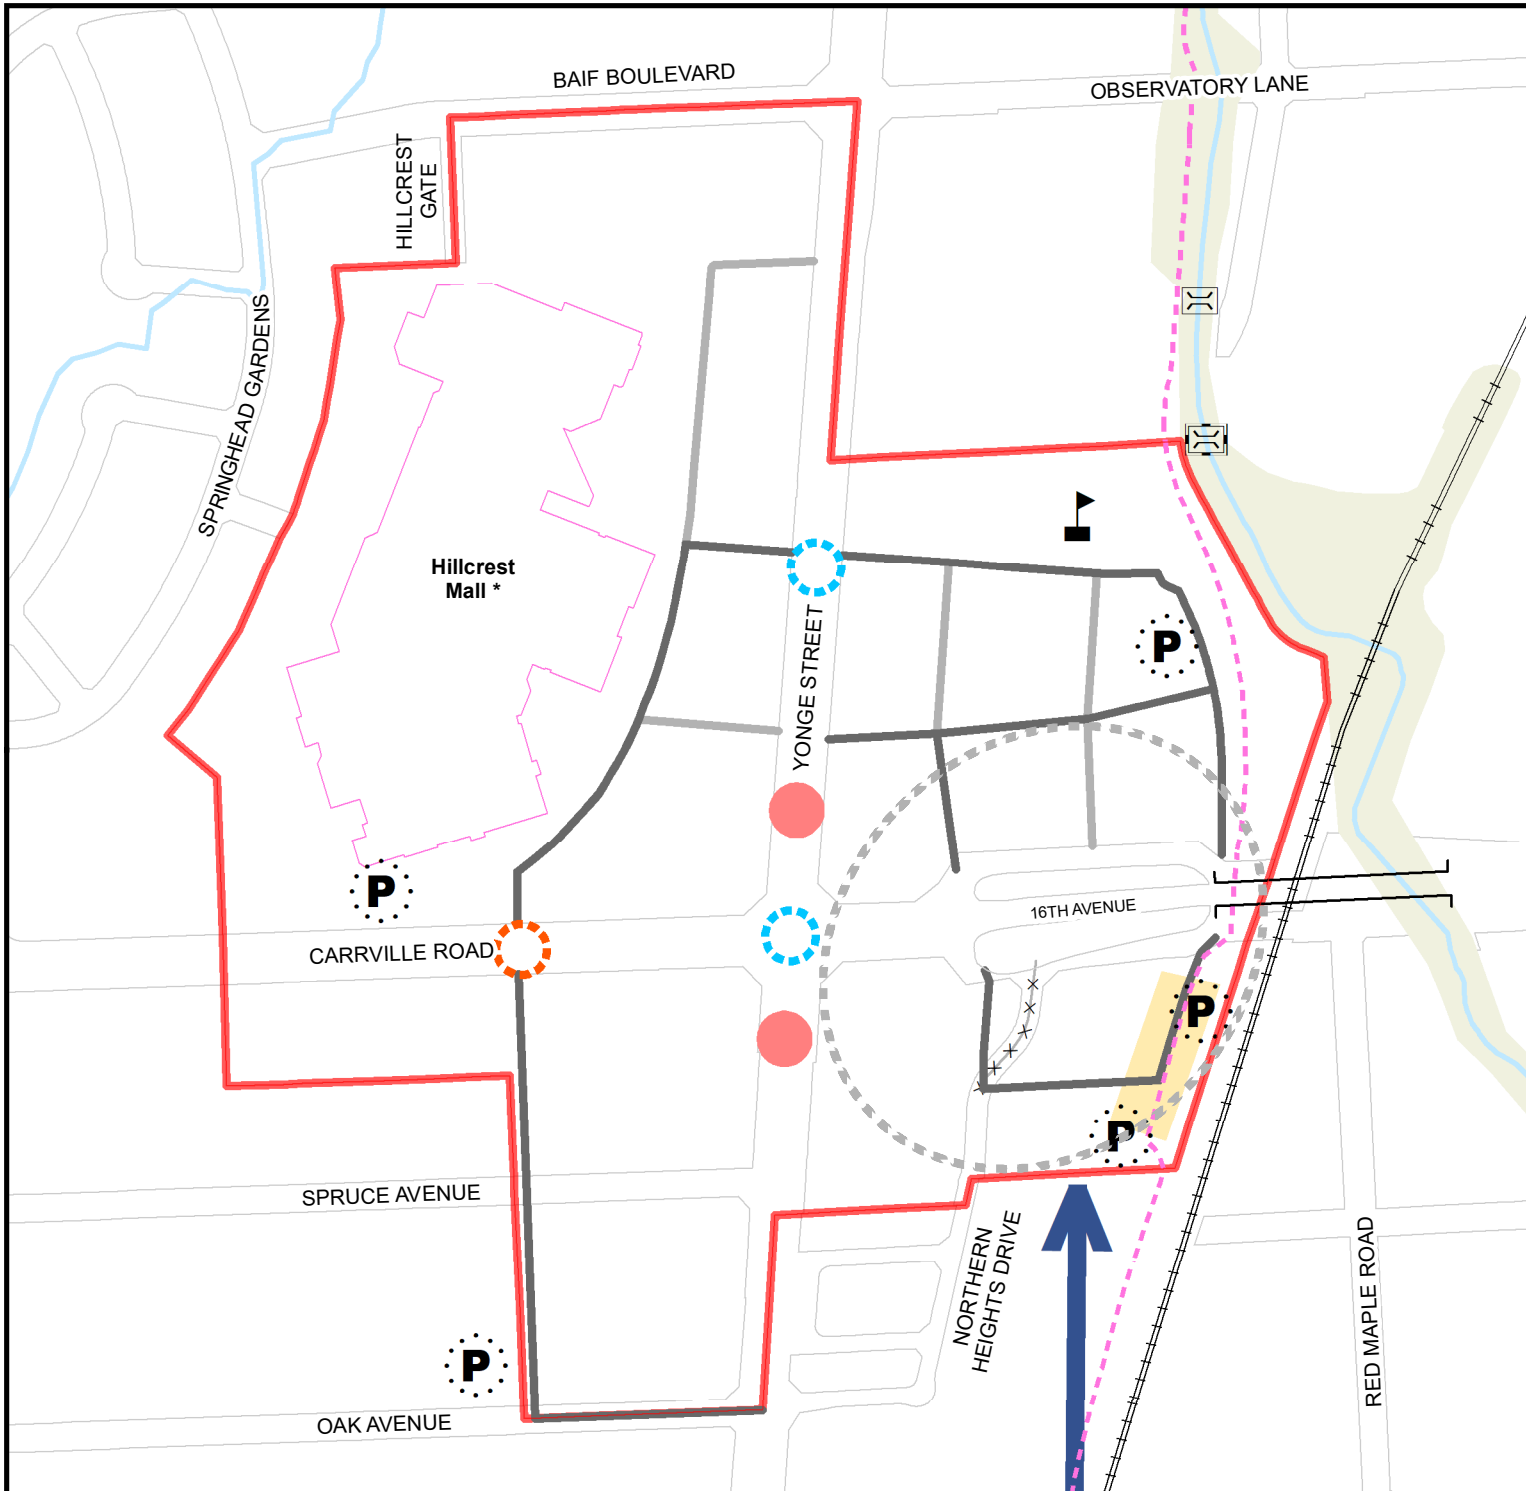 BAIF BOULEVARD
OBSERVATORY LANE
HILLCREST
GATE
SPRINGHEAD GARDENS
Hillcrest
Mall *
YONGE STREET
P
P
16TH AVENUE
CARRVILLE ROAD
P
P
SPRUCE AVENUE
NORTHERN
HEIGHTS DRIVE
RED MAPLE ROAD
P
OAK AVENUE